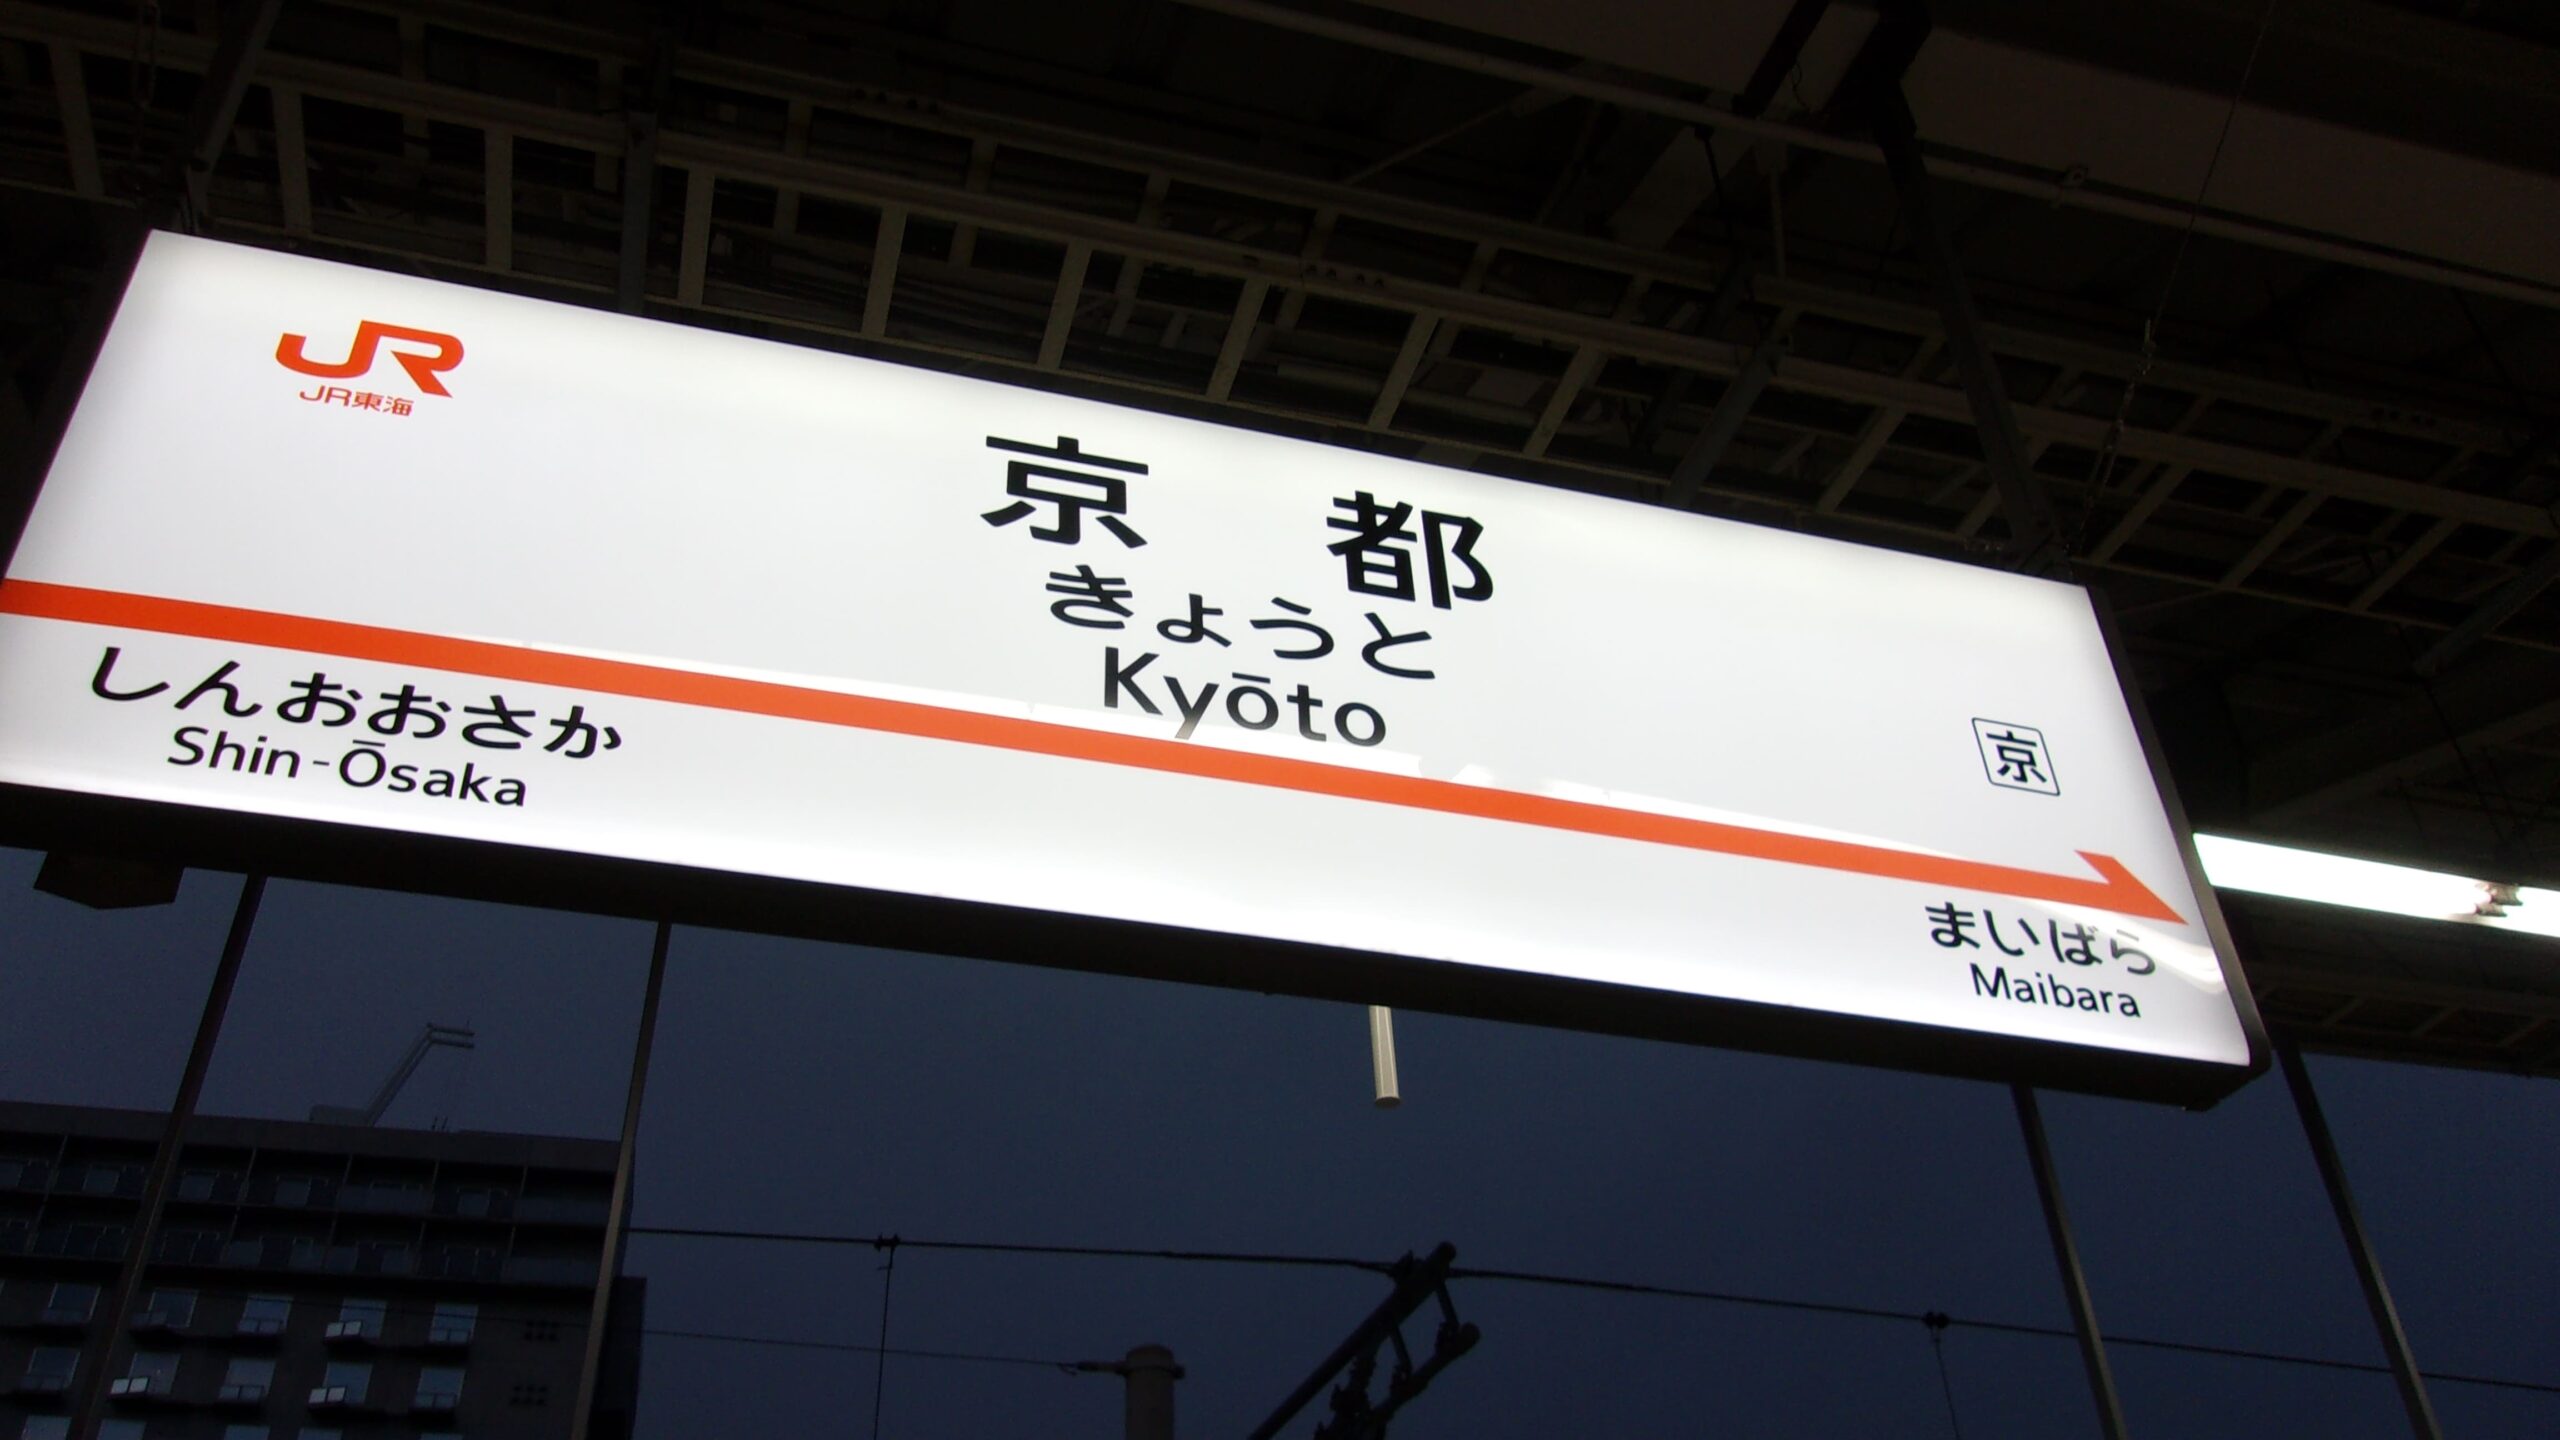 JR
JR東海
京都
きょうと
Kyōto
京
しんおおさか
Shin-Ōsaka
まいばら
Maibara